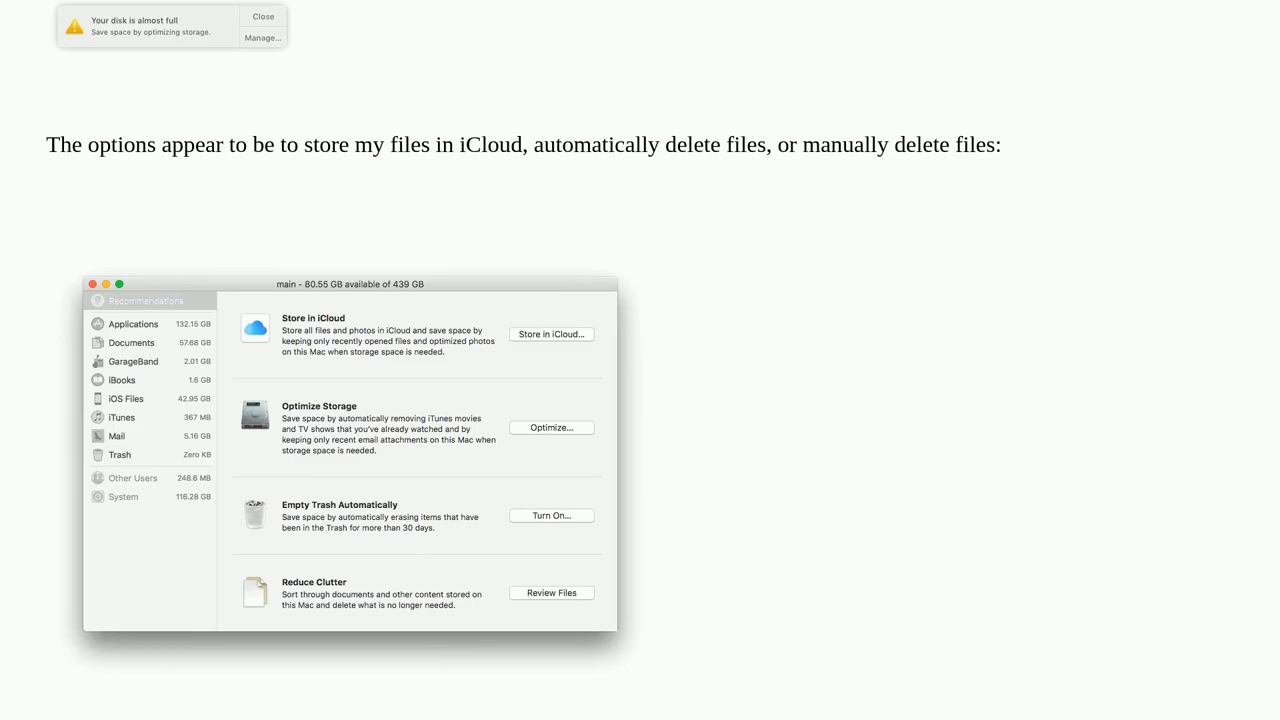 Your disk is almost full
Save space by optimizing storage.
Close
Manage...
The options appear to be to store my files in iCloud, automatically delete files, or manually delete files:
main - 80.55 GB available of 439 GB
Recommendations
Applications 132.15 GB
Documents 57.68 GB
GarageBand 2.01 GB
iBooks 1.6 GB
iOS Files 42.95 GB
iTunes 367 MB
Mail 5.16 GB
Trash Zero KB
Other Users 248.6 MB
System 116.28 GB
Store in iCloud
Store all files and photos in iCloud and save space by
keeping only recently opened files and optimized photos
on this Mac when storage space is needed.
Store in iCloud...
Optimize Storage
Save space by automatically removing iTunes movies
and TV shows that you've already watched and by
keeping only recent email attachments on this Mac when
storage space is needed.
Optimize...
Empty Trash Automatically
Save space by automatically erasing items that have
been in the Trash for more than 30 days.
Turn On...
Reduce Clutter
Sort through documents and other content stored on
this Mac and delete what is no longer needed.
Review Files